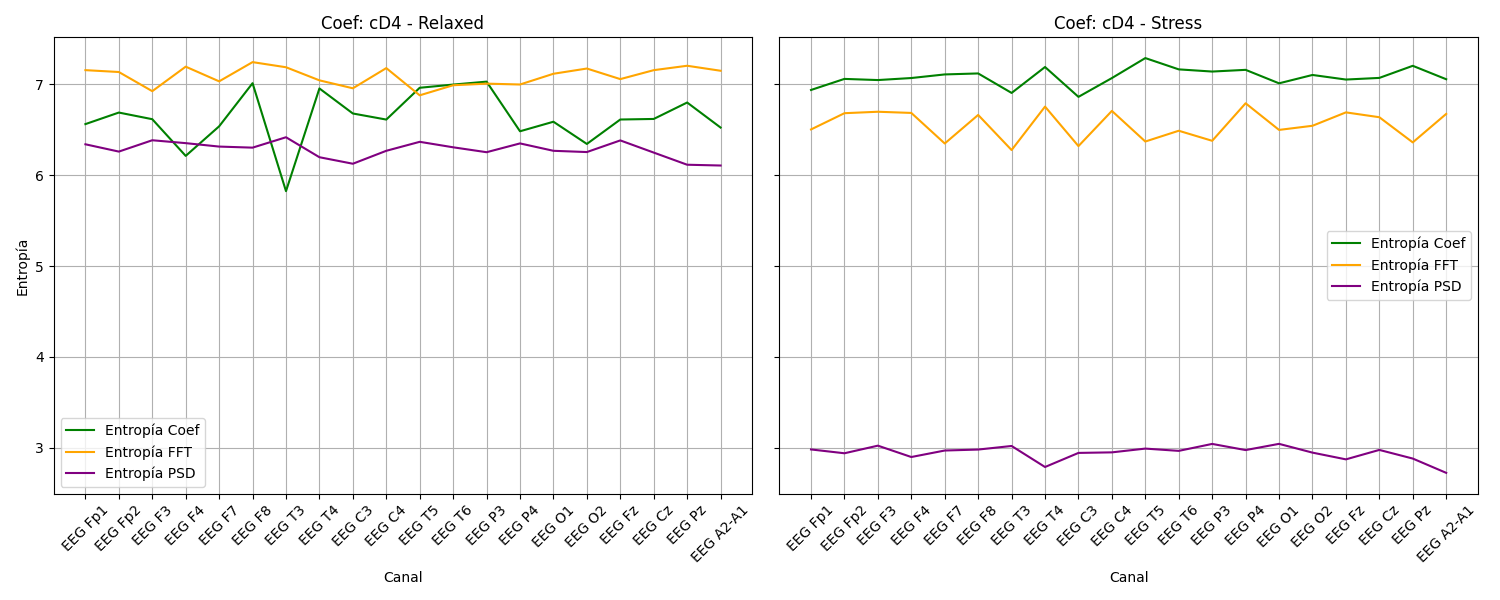 Coef: cD4 - Relaxed
Entropía
7
6
5
4
3
Entropía Coef
Entropía FFT
Entropía PSD
EEG Fp1
EEG Fp2
EEG F3
EEG F4
EEG F7
EEG F8
EEG T3
EEG T4
EEG C3
EEG C4
EEG T5
EEG T6
EEG P3
EEG P4
EEG O1
EEG O2
EEG Fz
EEG Cz
EEG Pz
EEG A2-A1
Canal
Coef: cD4 - Stress
Entropía Coef
Entropía FFT
Entropía PSD
EEG Fp1
EEG Fp2
EEG F3
EEG F4
EEG F7
EEG F8
EEG T3
EEG T4
EEG C3
EEG C4
EEG T5
EEG T6
EEG P3
EEG P4
EEG O1
EEG O2
EEG Fz
EEG Cz
EEG Pz
EEG A2-A1
Canal